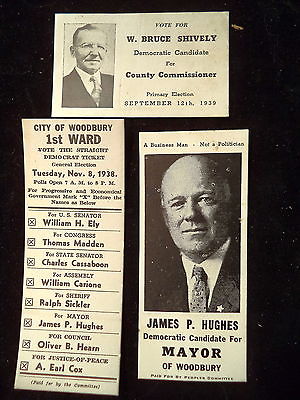 VOTE FOR
W. BRUCE SHIVELY
Democratic Candidate
For
County Commissioner
Primary Election
SEPTEMBER 12th, 1939
CITY OF WOODBURY
1st WARD
VOTE THE STRAIGHT
DEMOCRAT TICKET
General Election
Tuesday, Nov. 8, 1938.
Polls Open 7 A. M. to 8 P. M.
For Progressive and Economical
Government Mark "X" Before the
Names as Below
For U. S. SENATOR
William H. Ely
For CONGRESS
Thomas Madden
For STATE SENATOR
Charles Cassaboon
For ASSEMBLY
William Carione
For SHERIFF
Ralph Sickler
For MAYOR
James P. Hughes
For COUNCIL
Oliver B. Hearn
For JUSTICE-OF-PEACE
A. Earl Cox
(Paid for by the Committee)
A Business Man - Not a Politician
JAMES P. HUGHES
Democratic Candidate For
MAYOR
OF WOODBURY
PAID FOR BY PEOPLE'S COMMITTEE